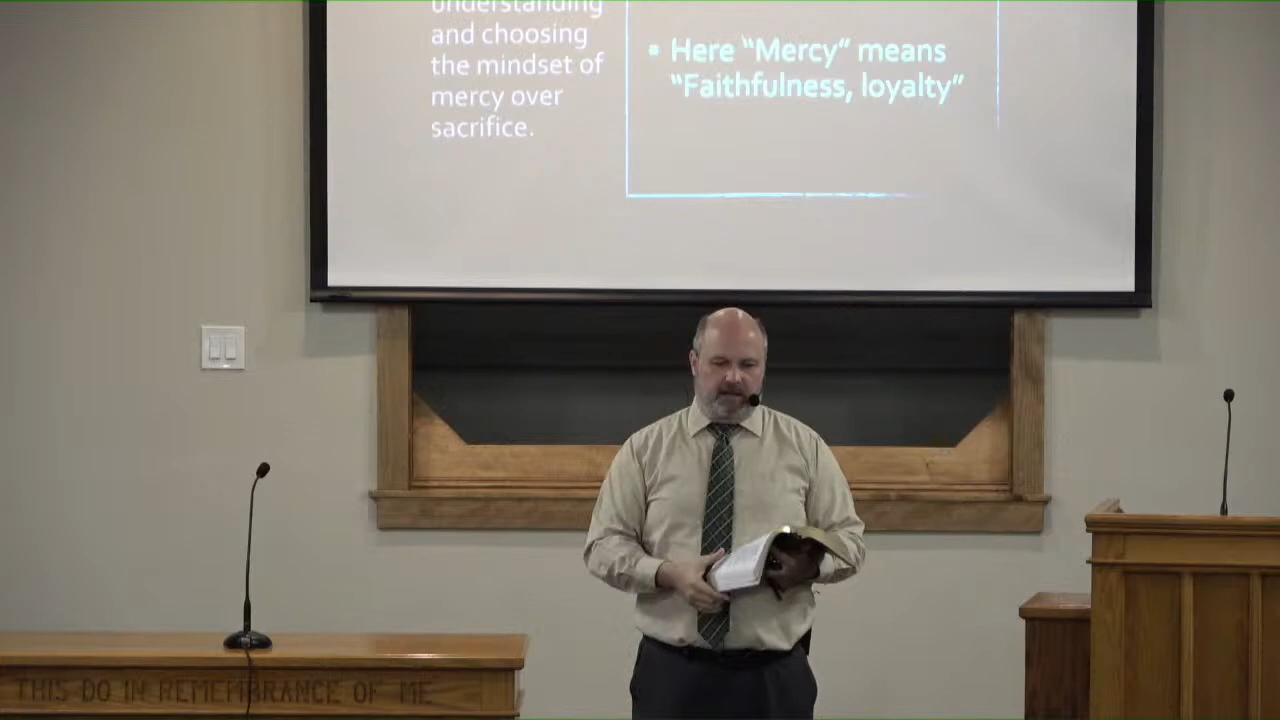 understanding
and choosing
the mindset of
mercy over
sacrifice.
Here “Mercy” means
“Faithfulness, loyalty”
THIS DO IN REMEMBRANCE OF ME